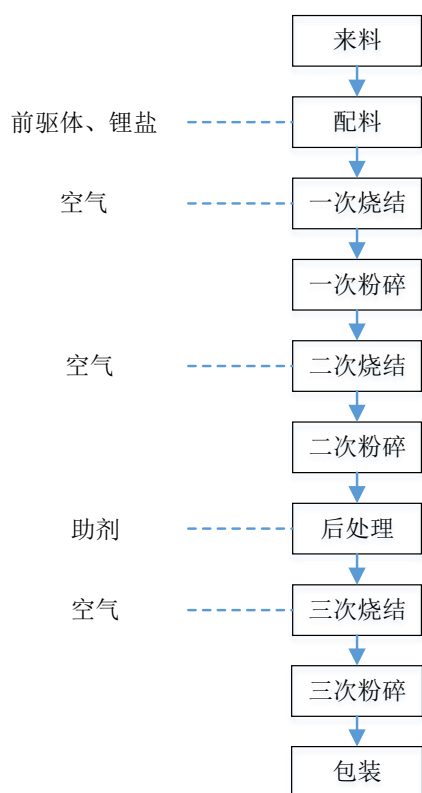 来料
前驱体、锂盐 配料
空气 一次烧结
一次粉碎
空气 二次烧结
二次粉碎
助剂 后处理
空气 三次烧结
三次粉碎
包装